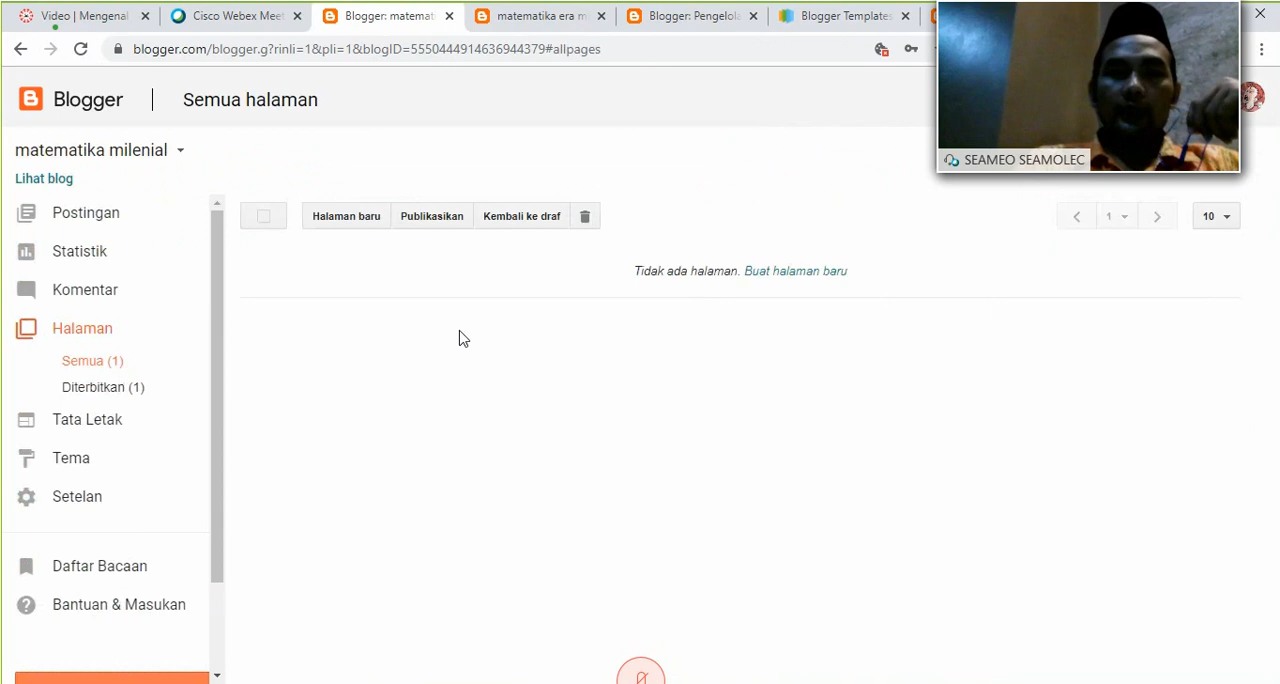 Video | Mengenal
Cisco Webex Meet
Blogger: matemat
matematika era m
Blogger: Pengelola
Blogger Templates
blogger.com/blogger.g?rinli=1&pli=1&blogID=5550444914636944379#allpages
Blogger
Semua halaman
SEAMEO SEAMOLEC
matematika milenial
Lihat blog
Postingan
Halaman baru
Publikasikan
Kembali ke draf
1
10
Statistik
Tidak ada halaman. Buat halaman baru
Komentar
Halaman
Semua (1)
Diterbitkan (1)
Tata Letak
Tema
Setelan
Daftar Bacaan
Bantuan & Masukan